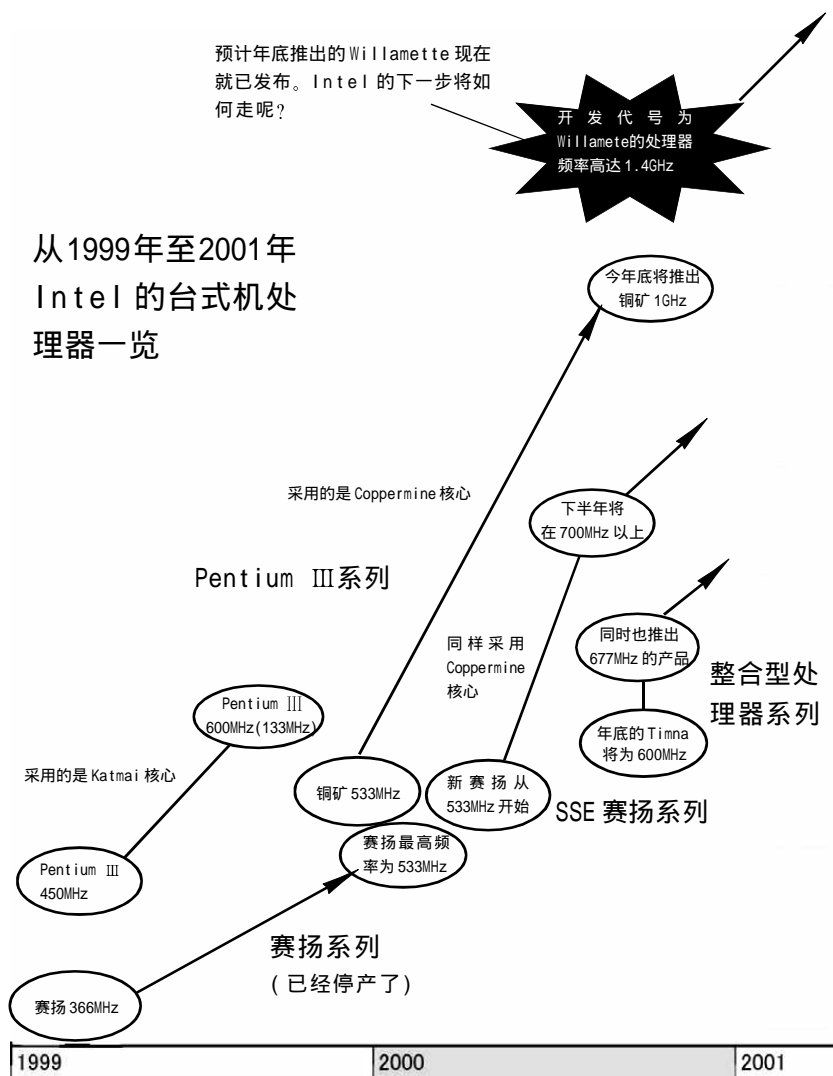 预计年底推出的Willamette现在
就已发布。Intel的下一步将如
何走呢?
开发代号为
Willamete的处理器
频率高达1.4GHz
从1999年至2001年
Intel的台式机处
理器一览
今年底将推出
铜矿1GHz
采用的是Coppermine核心
下半年将
在700MHz以上
Pentium Ⅲ系列
同样采用
Coppermine
核心
同时也推出
677MHz的产品
整合型处
理器系列
年底的Timna
将为600MHz
Pentium Ⅲ
600MHz(133MHz)
采用的是Katmai核心
铜矿533MHz
新赛扬从
533MHz开始
SSE赛扬系列
赛扬最高频
率为533MHz
Pentium Ⅲ
450MHz
赛扬系列
(已经停产了)
赛扬366MHz
1999
2000
2001